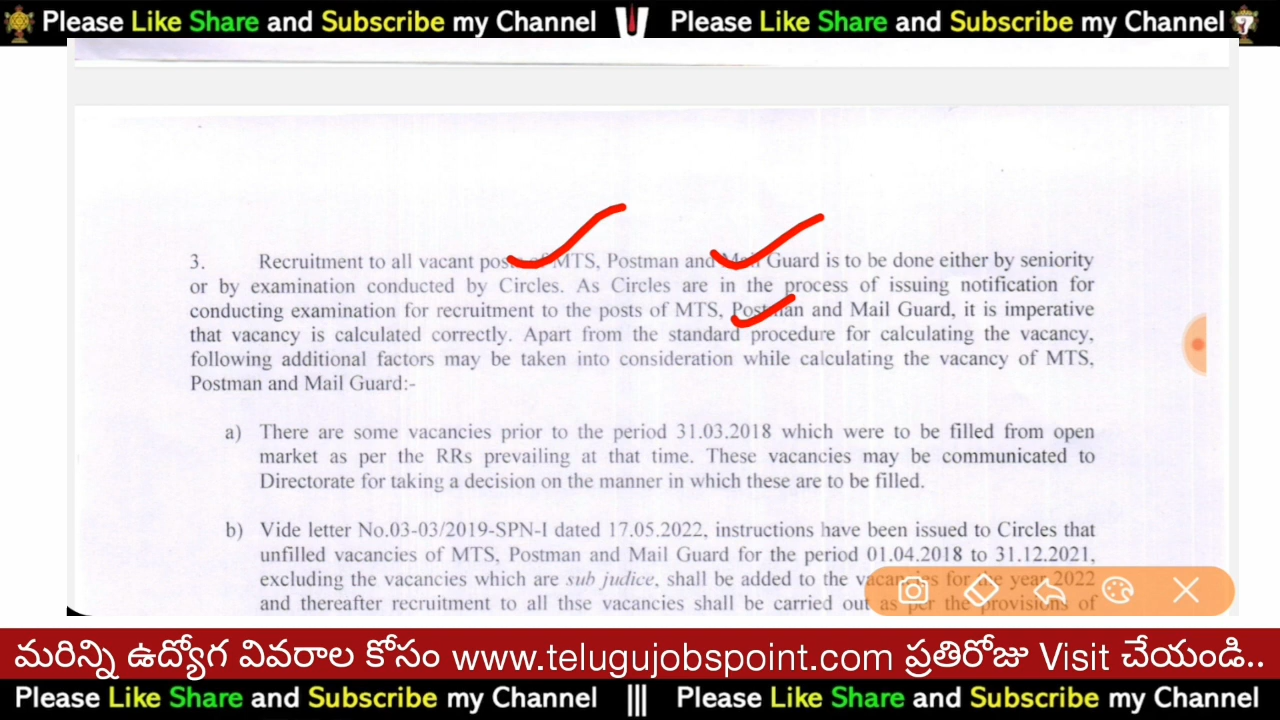 Please Like Share and Subscribe my Channel Please Like Share and Subscribe my Channel
3. Recruitment to all vacant posts of MTS, Postman and Mail Guard is to be done either by seniority
or by examination conducted by Circles. As Circles are in the process of issuing notification for
conducting examination for recruitment to the posts of MTS, Postman and Mail Guard, it is imperative
that vacancy is calculated correctly. Apart from the standard procedure for calculating the vacancy,
following additional factors may be taken into consideration while calculating the vacancy of MTS,
Postman and Mail Guard:-
a) There are some vacancies prior to the period 31.03.2018 which were to be filled from open
market as per the RRs prevailing at that time. These vacancies may be communicated to
Directorate for taking a decision on the manner in which these are to be filled.
b) Vide letter No.03-03/2019-SPN-I dated 17.05.2022, instructions have been issued to Circles that
unfilled vacancies of MTS, Postman and Mail Guard for the period 01.04.2018 to 31.12.2021,
excluding the vacancies which are sub judice, shall be added to the vacancies for the year 2022
and thereafter recruitment to all thse vacancies shall be carried out as per the provisions of
మరిన్ని ఉద్యోగ వివరాల కోసం www.telugujobspoint.com ప్రతిరోజు Visit చేయండి..
Please Like Share and Subscribe my Channel ||| Please Like Share and Subscribe my Channel